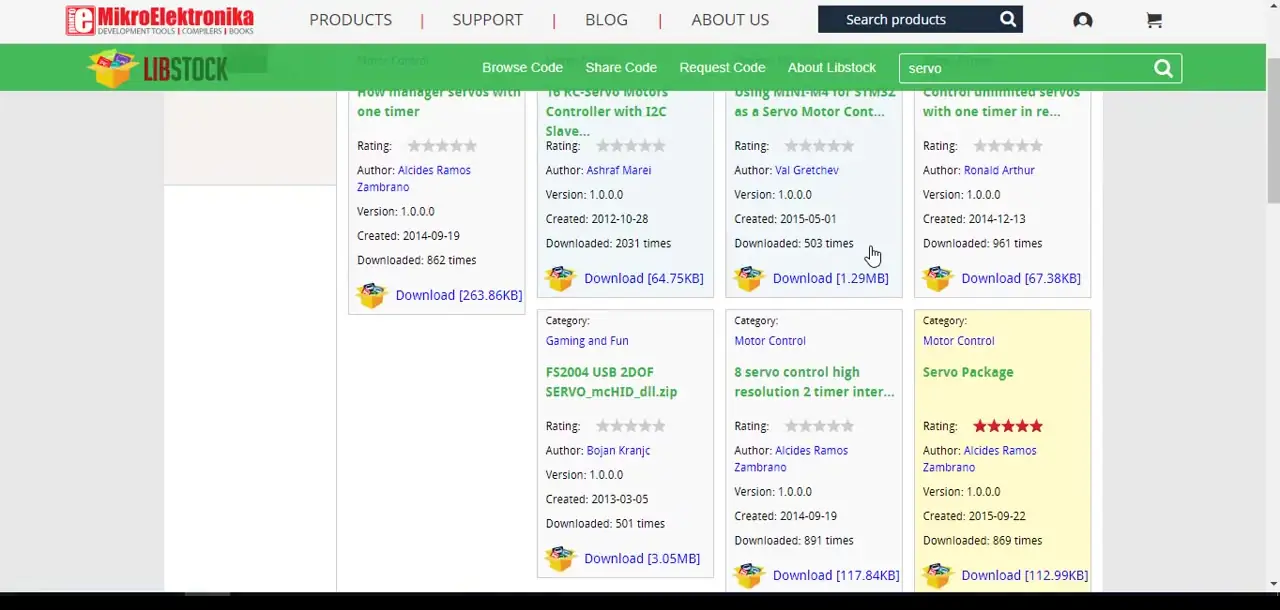 MikroElektronika
DEVELOPMENT TOOLS | COMPILERS | BOOKS
PRODUCTS | SUPPORT | BLOG | ABOUT US
Search products
LIBSTOCK
Browse Code Share Code Request Code About Libstock
servo
How manager servos with
one timer
Rating:
Author: Alcides Ramos
Zambrano
Version: 1.0.0.0
Created: 2014-09-19
Downloaded: 862 times
Download [263.86KB]
16 RC-Servo Motors
Controller with I2C
Slave...
Rating:
Author: Ashraf Marei
Version: 1.0.0.0
Created: 2012-10-28
Downloaded: 2031 times
Download [64.75KB]
Using MINI-M4 for STM32
as a Servo Motor Cont...
Rating:
Author: Val Gretchev
Version: 1.0.0.0
Created: 2015-05-01
Downloaded: 503 times
Download [1.29MB]
Control unlimited servos
with one timer in re...
Rating:
Author: Ronald Arthur
Version: 1.0.0.0
Created: 2014-12-13
Downloaded: 961 times
Download [67.38KB]
Category:
Gaming and Fun
FS2004 USB 2DOF
SERVO_mcHID_dll.zip
Rating:
Author: Bojan Kranjc
Version: 1.0.0.0
Created: 2013-03-05
Downloaded: 501 times
Download [3.05MB]
Category:
Motor Control
8 servo control high
resolution 2 timer inter...
Rating:
Author: Alcides Ramos
Zambrano
Version: 1.0.0.0
Created: 2014-09-19
Downloaded: 891 times
Download [117.84KB]
Category:
Motor Control
Servo Package
Rating:
Author: Alcides Ramos
Zambrano
Version: 1.0.0.0
Created: 2015-09-22
Downloaded: 869 times
Download [112.99KB]